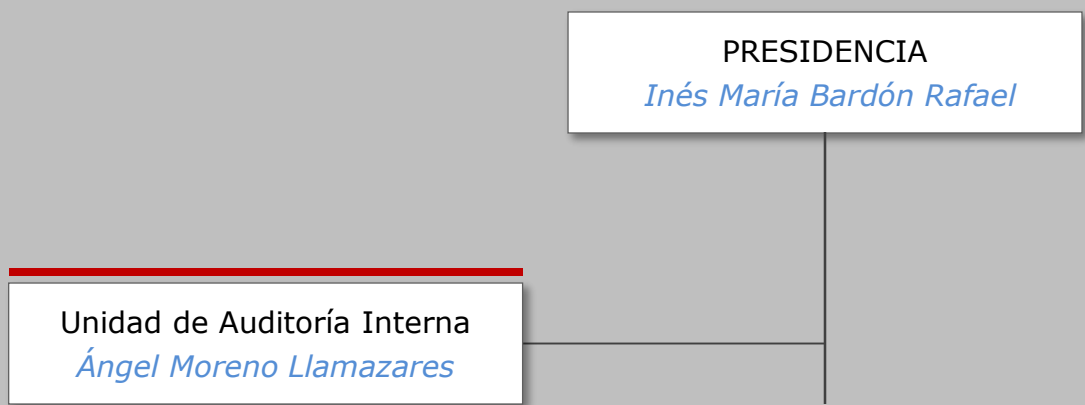 PRESIDENCIA
Inés María Bardón Rafael
Unidad de Auditoría Interna
Ángel Moreno Llamazares